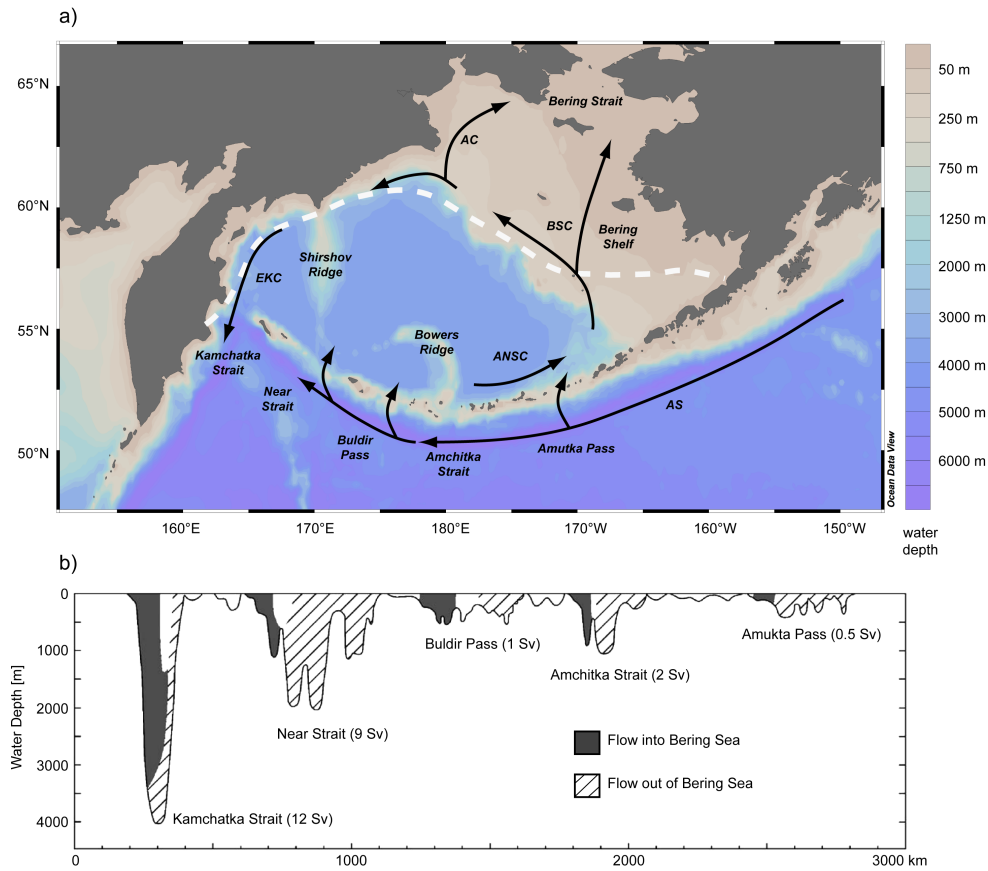 a)
65°N
60°N
55°N
50°N
160°E
170°E
180°E
170°W
160°W
150°W
Bering Strait
AC
BSC
Bering
Shelf
Shirshov
Ridge
EKC
Bowers
Ridge
ANSC
Kamchatka
Strait
Near
Strait
Buldir
Pass
Amchitka
Strait
Amutka Pass
AS
Ocean Data View
50 m
250 m
750 m
1250 m
2000 m
3000 m
4000 m
5000 m
6000 m
water
depth
b)
Water Depth [m]
0
1000
2000
3000
4000
Kamchatka Strait (12 Sv)
Near Strait (9 Sv)
Buldir Pass (1 Sv)
Amchitka Strait (2 Sv)
Amukta Pass (0.5 Sv)
Flow into Bering Sea
Flow out of Bering Sea
0
1000
2000
3000 km